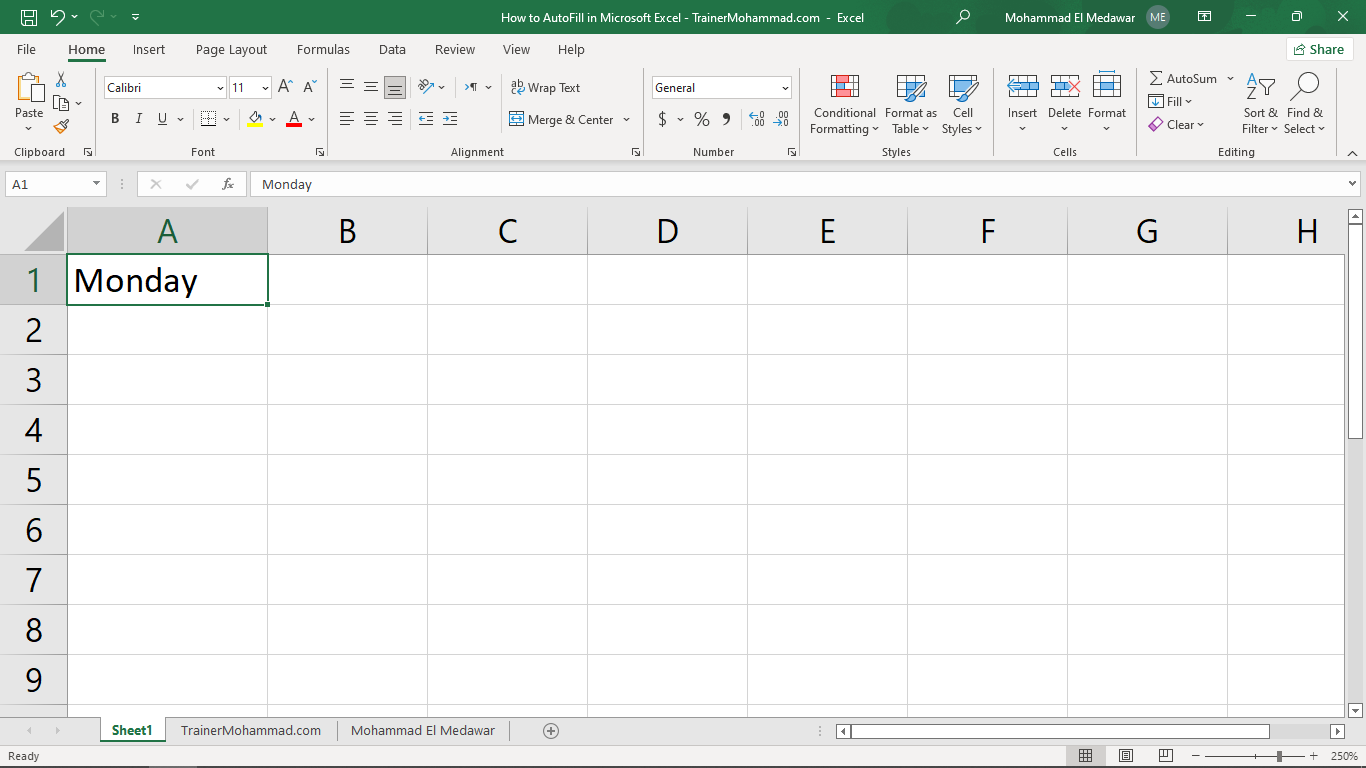 How to AutoFill in Microsoft Excel - TrainerMohammad.com - Excel
Mohammad El Medawar ME
File Home Insert Page Layout Formulas Data Review View Help
Share
Paste
Clipboard
Calibri 11
B I U A
Font
ab Wrap Text
Merge & Center
Alignment
General
$ % 9 .00 .00
Number
Conditional Formatting
Format as Table
Cell Styles
Styles
Insert Delete Format
Cells
AutoSum
Fill
Clear
Sort & Filter
Find & Select
Editing
A1 fx Monday
A B C D E F G H
1 Monday
2
3
4
5
6
7
8
9
Sheet1 TrainerMohammad.com Mohammad El Medawar
Ready 250%